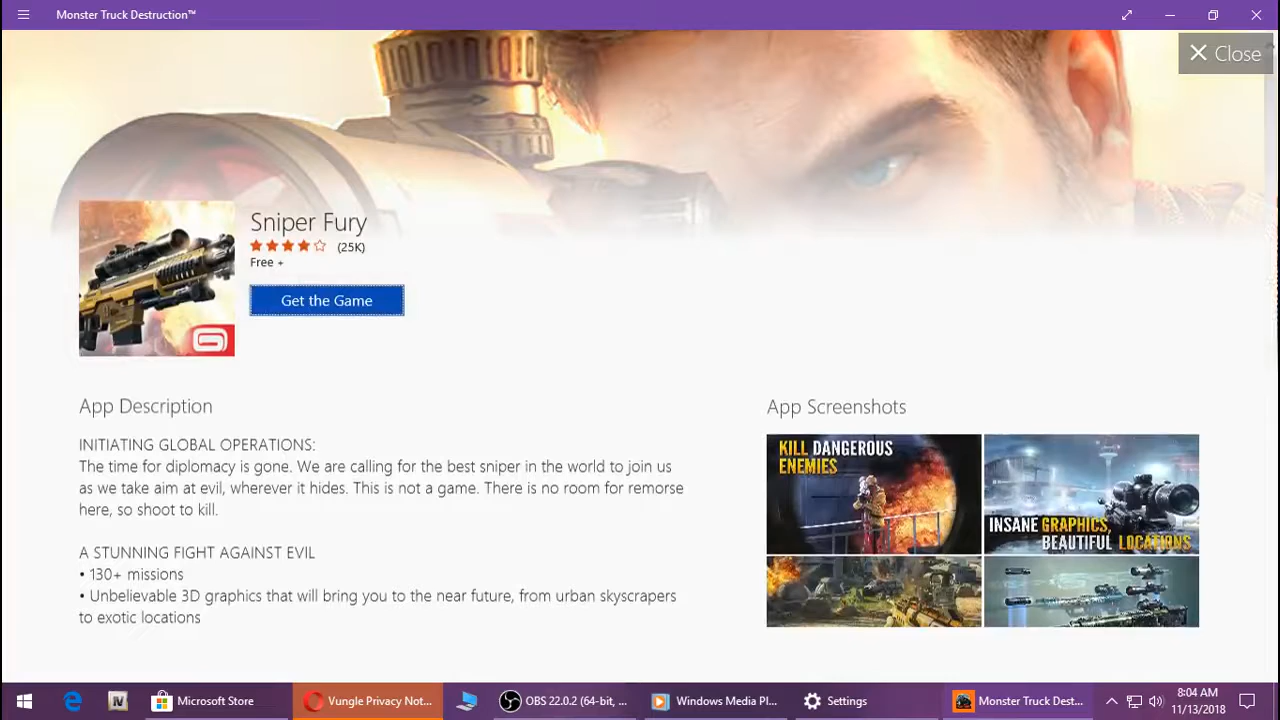 Monster Truck Destruction™
Close
Sniper Fury
(25K)
Free +
Get the Game
App Description
INITIATING GLOBAL OPERATIONS:
The time for diplomacy is gone. We are calling for the best sniper in the world to join us
as we take aim at evil, wherever it hides. This is not a game. There is no room for remorse
here, so shoot to kill.
A STUNNING FIGHT AGAINST EVIL
• 130+ missions
• Unbelievable 3D graphics that will bring you to the near future, from urban skyscrapers
to exotic locations
App Screenshots
KILL DANGEROUS
ENEMIES
INSANE GRAPHICS,
BEAUTIFUL LOCATIONS
Microsoft Store
Vungle Privacy Not...
OBS 22.0.2 (64-bit, ...
Windows Media Pl...
Settings
Monster Truck Dest...
8:04 AM
11/13/2018